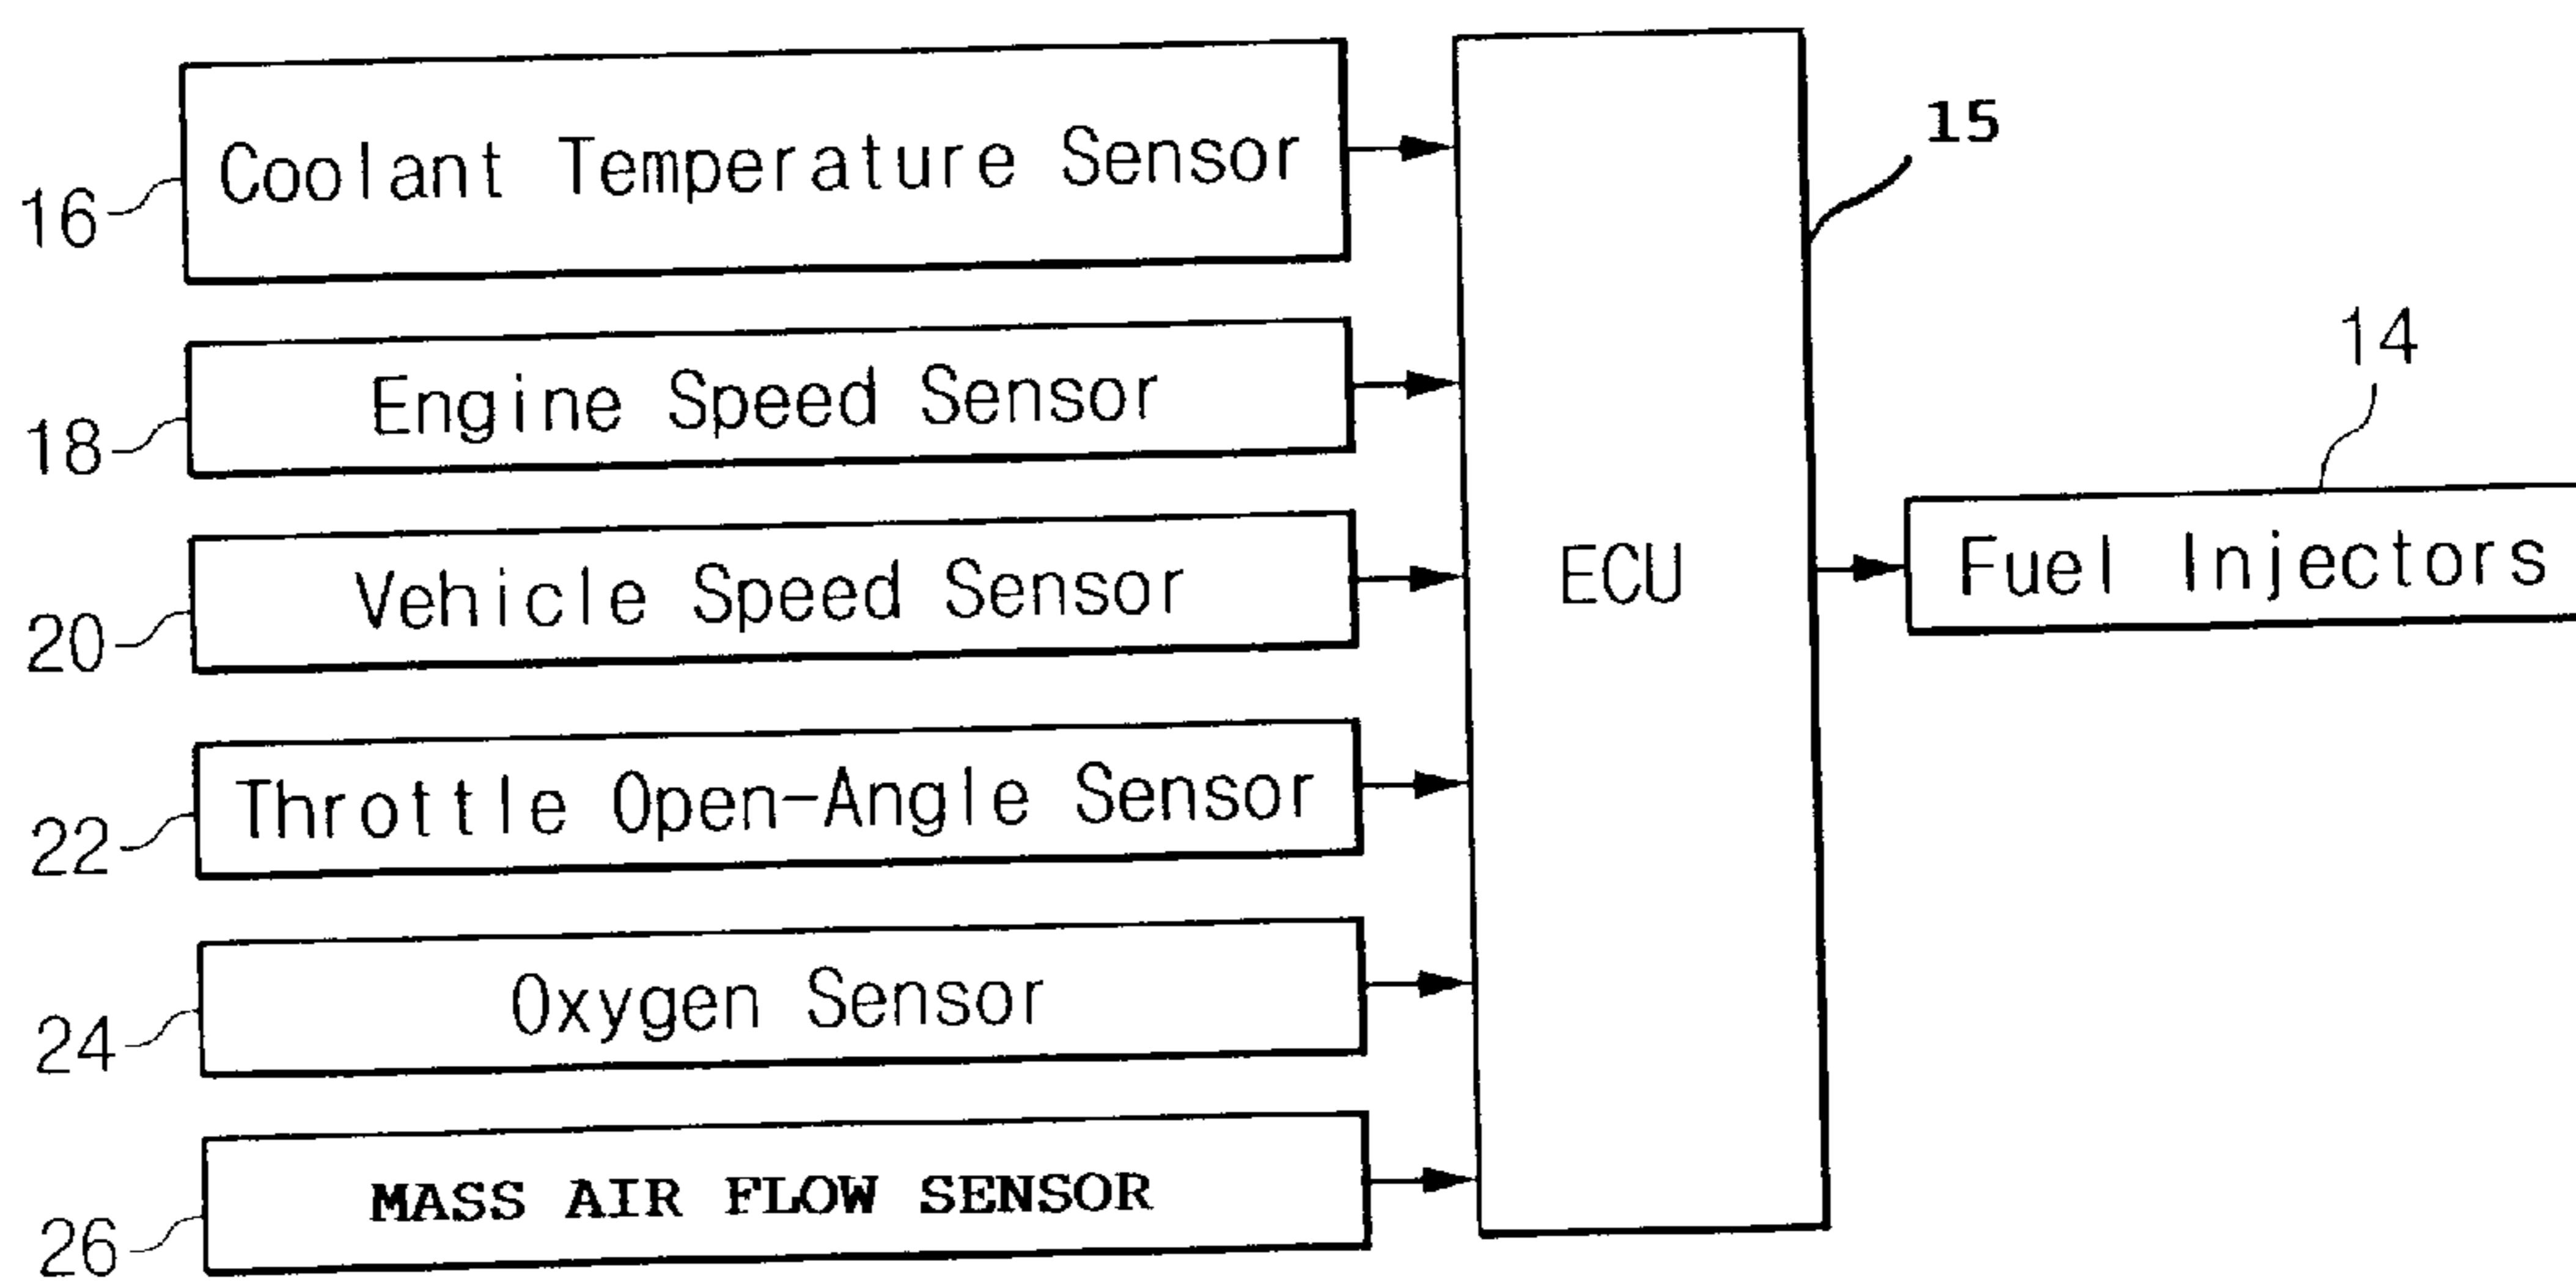 Coolant Temperature Sensor
16
Engine Speed Sensor
18
Vehicle Speed Sensor
20
Throttle Open-Angle Sensor
22
Oxygen Sensor
24
MASS AIR FLOW SENSOR
26
ECU
15
14
Fuel Injectors